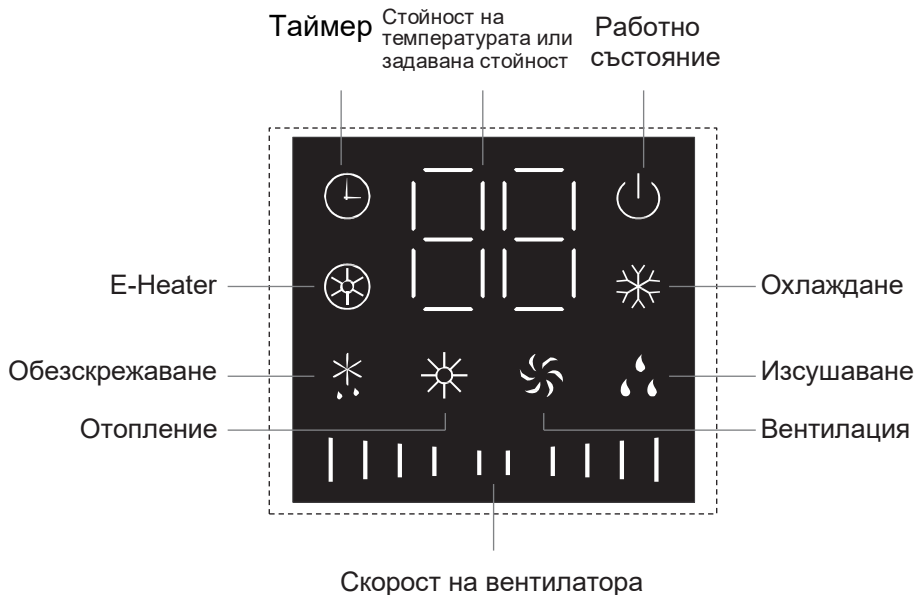 Таймер
Стойност на
температурата или
задавана стойност
Работно
състояние
E-Heater
Охлаждане
Обезскрежаване
Изсушаване
Отопление
Вентилация
Скорост на вентилатора